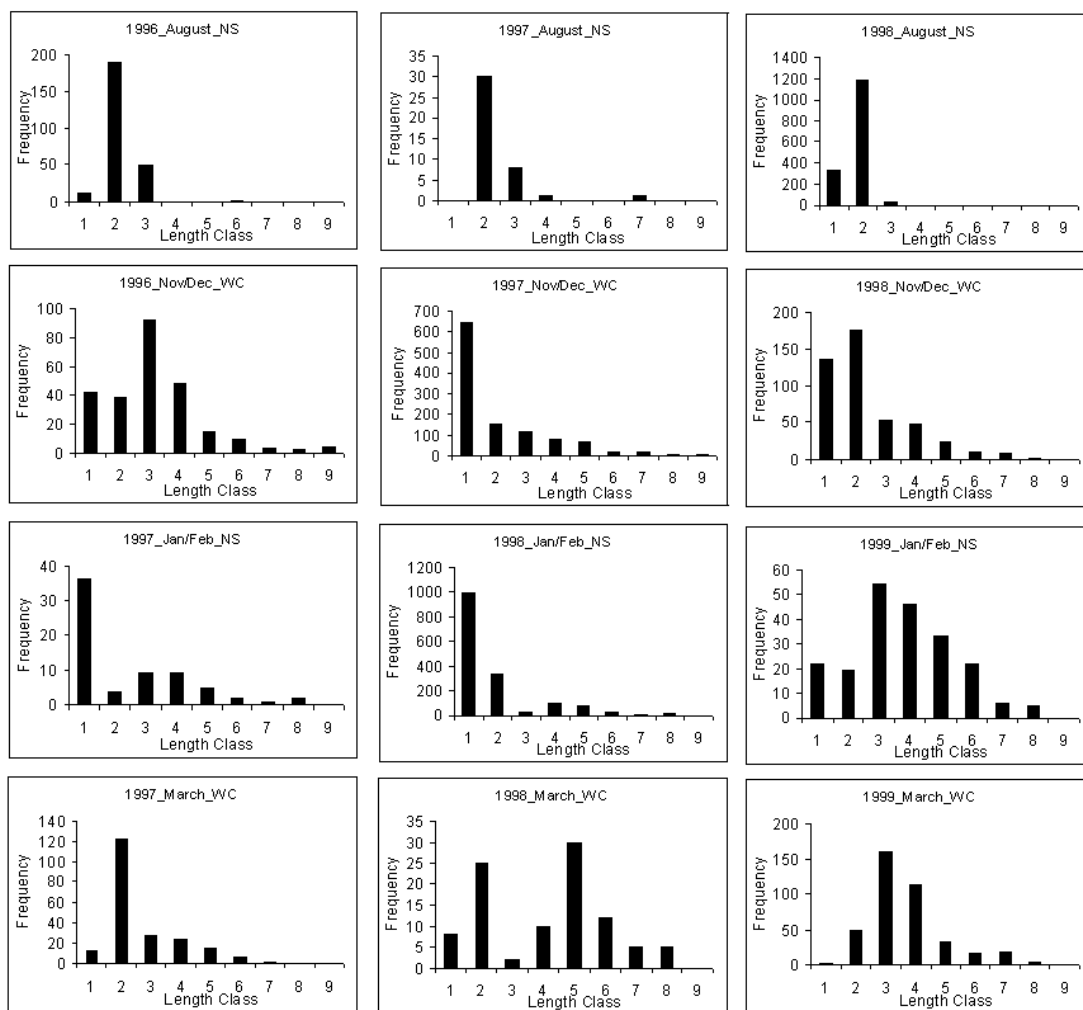 1996_August_NS
Frequency
200
150
100
50
0
1 2 3 4 5 6 7 8 9
Length Class
1997_August_NS
Frequency
35
30
25
20
15
10
5
0
1 2 3 4 5 6 7 8 9
Length Class
1998_August_NS
Frequency
1400
1200
1000
800
600
400
200
0
1 2 3 4 5 6 7 8 9
Length Class
1996_Nov/Dec_WC
Frequency
100
80
60
40
20
0
1 2 3 4 5 6 7 8 9
Length Class
1997_Nov/Dec_WC
Frequency
700
600
500
400
300
200
100
0
1 2 3 4 5 6 7 8 9
Length Class
1998_Nov/Dec_WC
Frequency
200
150
100
50
0
1 2 3 4 5 6 7 8 9
Length Class
1997_Jan/Feb_NS
Frequency
40
30
20
10
0
1 2 3 4 5 6 7 8 9
Length Class
1998_Jan/Feb_NS
Frequency
1200
1000
800
600
400
200
0
1 2 3 4 5 6 7 8 9
Length Class
1999_Jan/Feb_NS
Frequency
60
50
40
30
20
10
0
1 2 3 4 5 6 7 8 9
Length Class
1997_March_WC
Frequency
140
120
100
80
60
40
20
0
1 2 3 4 5 6 7 8 9
Length Class
1998_March_WC
Frequency
35
30
25
20
15
10
5
0
1 2 3 4 5 6 7 8 9
Length Class
1999_March_WC
Frequency
200
150
100
50
0
1 2 3 4 5 6 7 8 9
Length Class